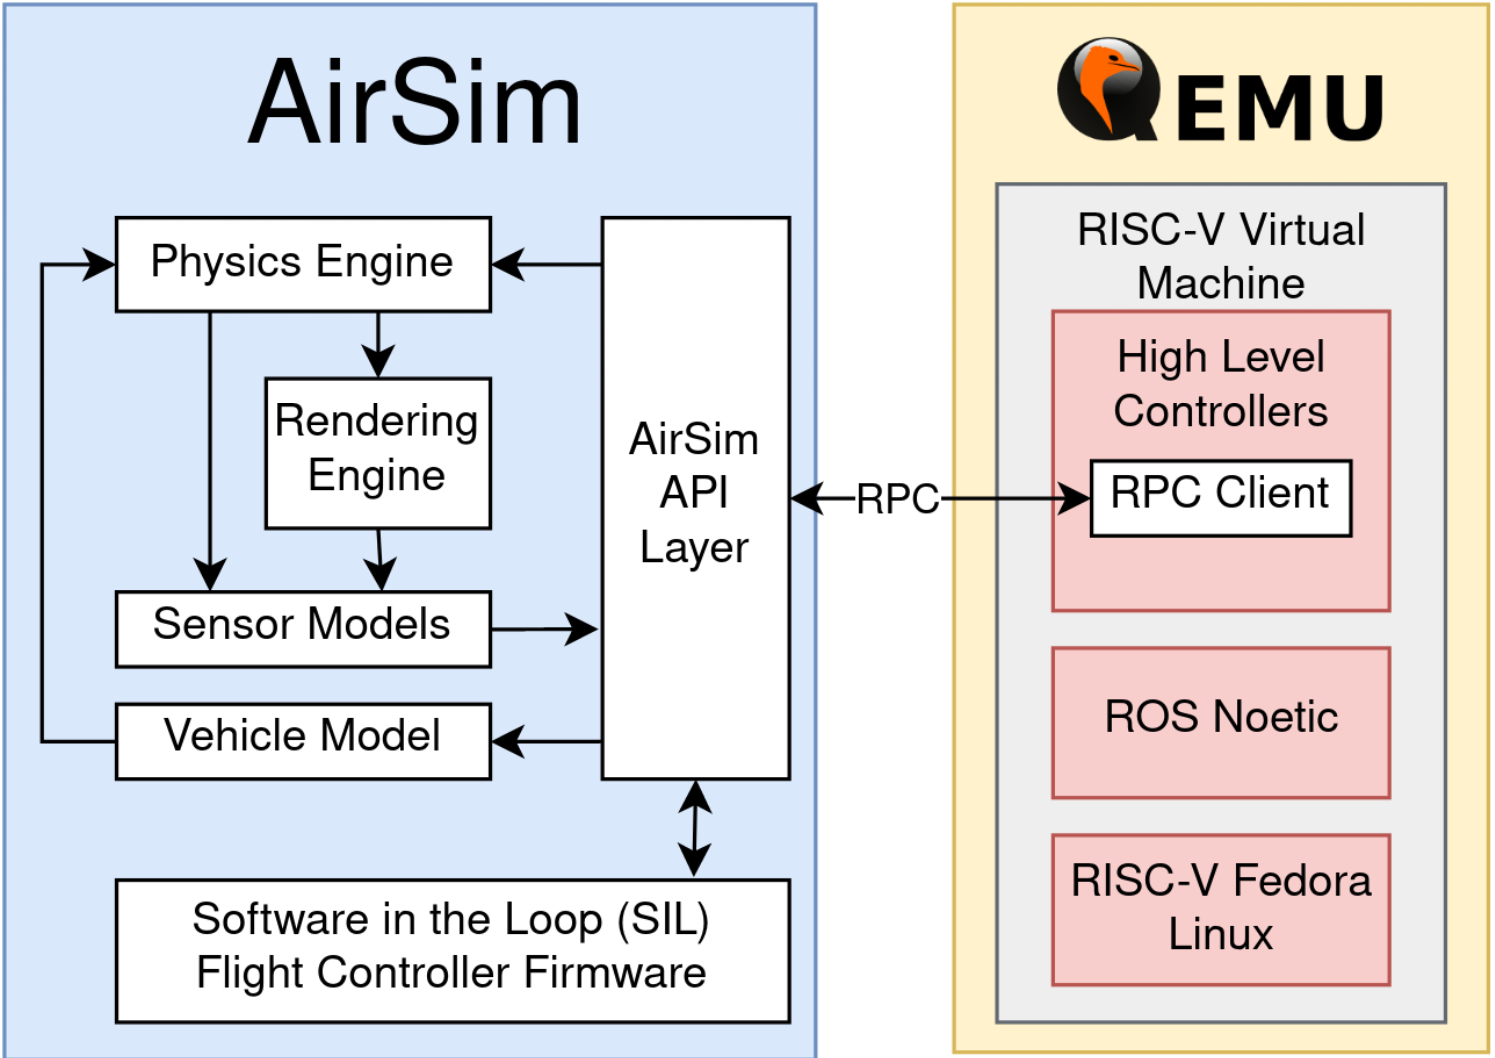 AirSim
Physics Engine
Rendering
Engine
Sensor Models
Vehicle Model
AirSim
API
Layer
Software in the Loop (SIL)
Flight Controller Firmware
RPC
QEMU
RISC-V Virtual
Machine
High Level
Controllers
RPC Client
ROS Noetic
RISC-V Fedora
Linux